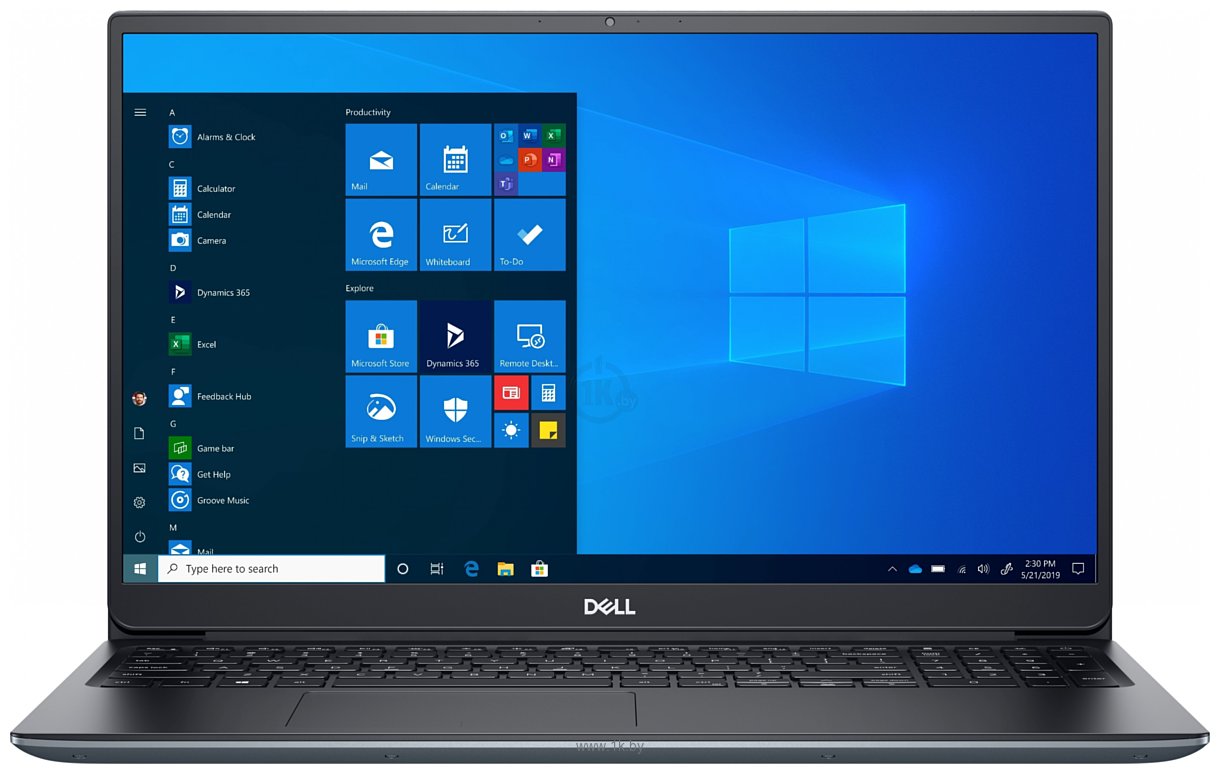 A
Alarms & Clock
C
Calculator
Calendar
Camera
D
Dynamics 365
E
Excel
F
Feedback Hub
G
Game bar
Get Help
Groove Music
M
Mail
Productivity
Mail
Calendar
Microsoft Edge
Whiteboard
To-Do
Explore
Microsoft Store
Dynamics 365
Remote Deskt...
Snip & Sketch
Windows Sec...
1K.by
Type here to search
2:30 PM
5/21/2019
DELL
www.1k.by